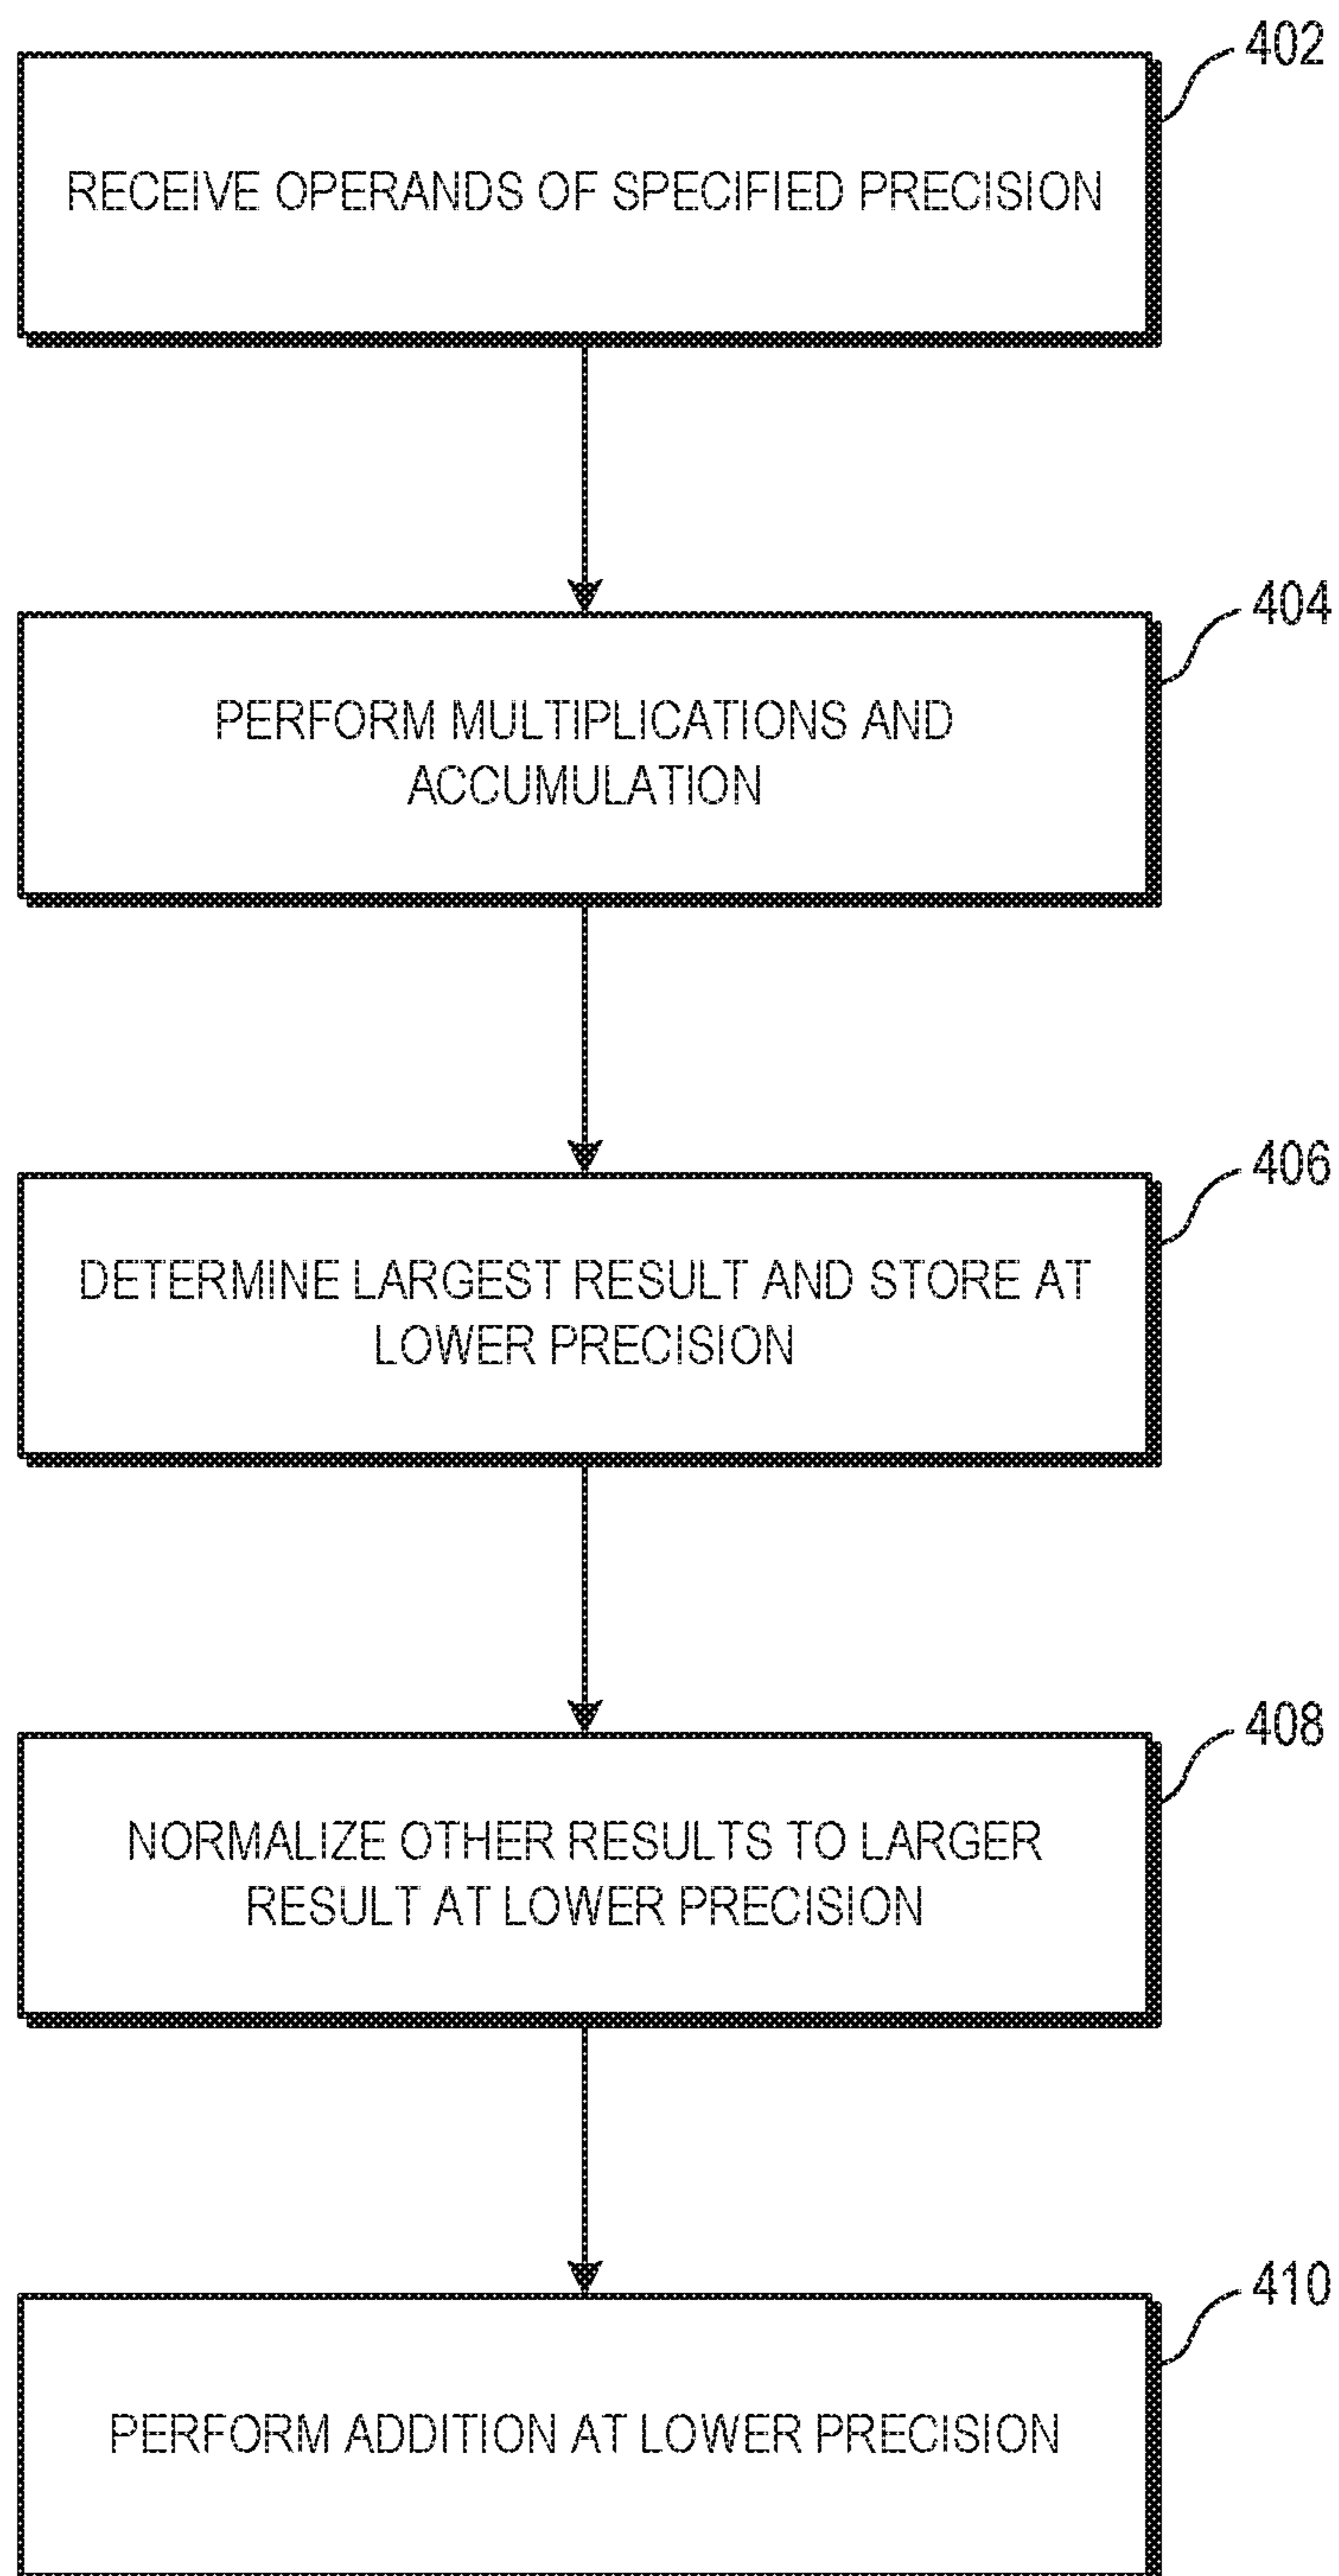 402
RECEIVE OPERANDS OF SPECIFIED PRECISION
404
PERFORM MULTIPLICATIONS AND
ACCUMULATION
406
DETERMINE LARGEST RESULT AND STORE AT
LOWER PRECISION
408
NORMALIZE OTHER RESULTS TO LARGER
RESULT AT LOWER PRECISION
410
PERFORM ADDITION AT LOWER PRECISION